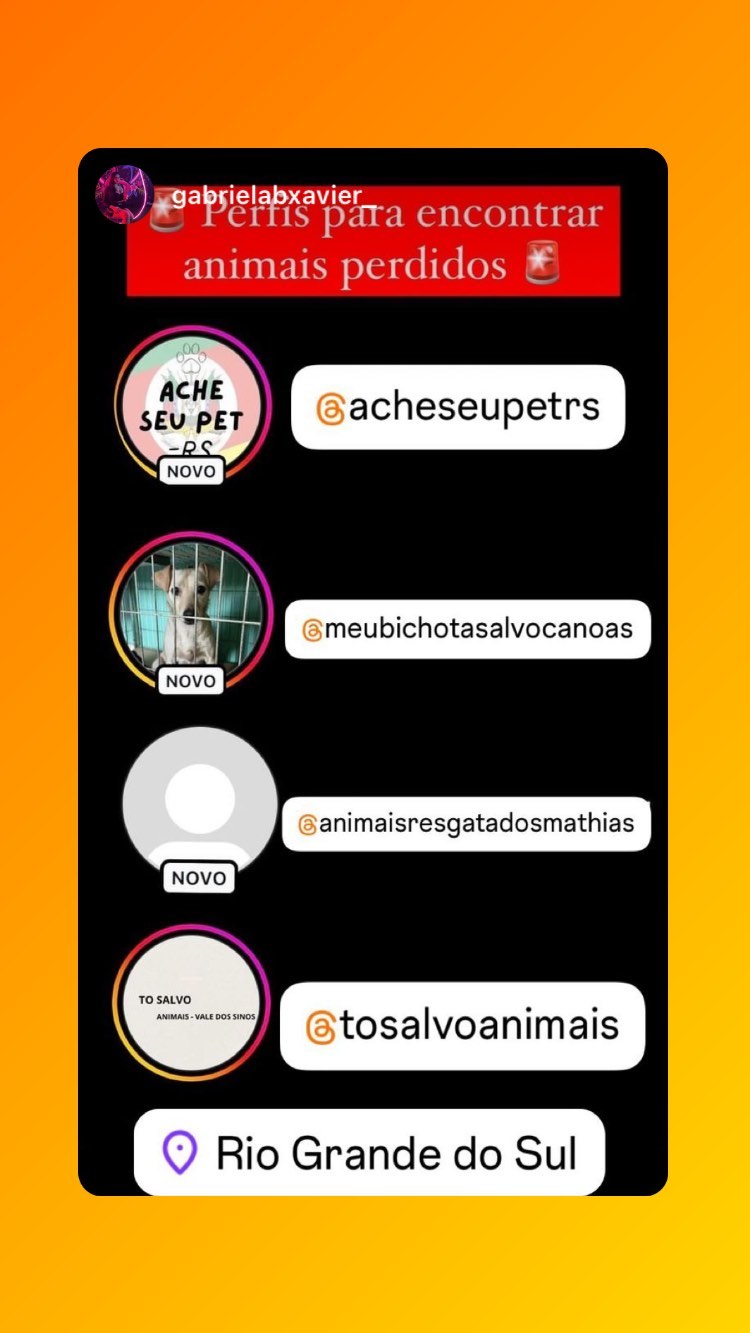 gabrielabxavier_
🚨 Perfis para encontrar
animais perdidos 🚨
ACHE
SEU PET
-RS
NOVO
@acheseupetrs
NOVO
@meubichotasalvocanoas
NOVO
@animaisresgatadosmathias
TO SALVO
ANIMAIS - VALE DOS SINOS
@tosalvoanimais
Rio Grande do Sul